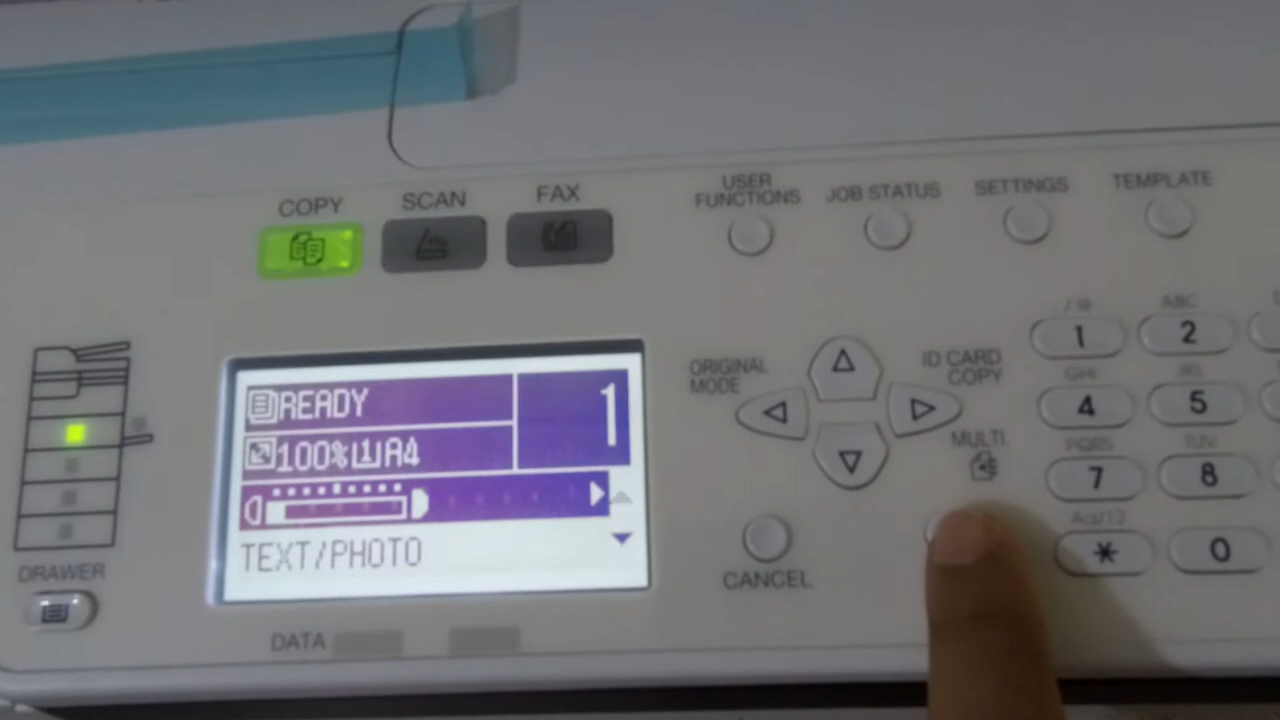 COPY
SCAN
FAX
USER
FUNCTIONS
JOB STATUS
SETTINGS
TEMPLATE
READY
1
100% 1 A4
TEXT/PHOTO
ORIGINAL
MODE
ID CARD
COPY
MULTI
CANCEL
ABC
1
2
GHI
JKL
4
5
PQRS
TUV
7
8
*
0
DRAWER
DATA